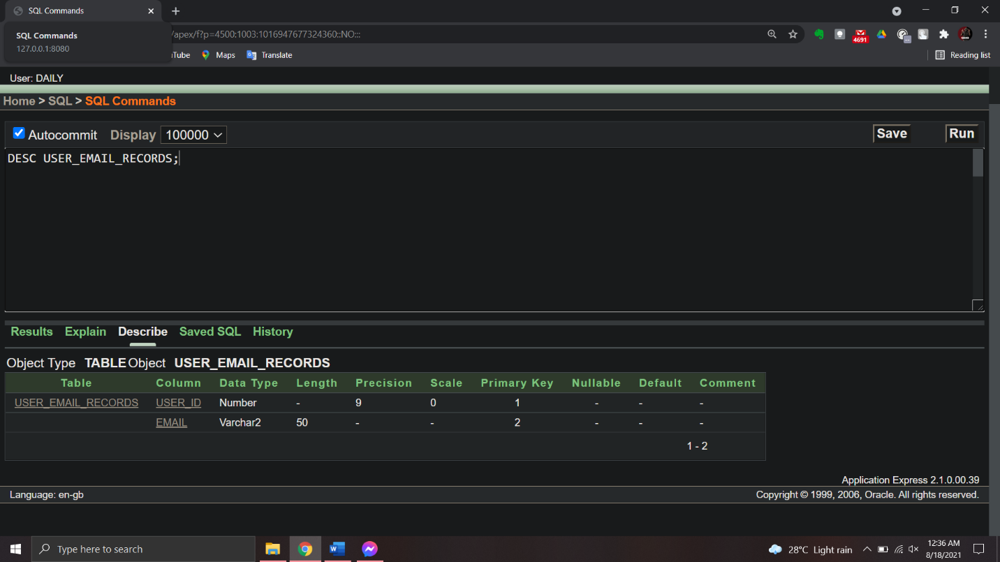 SQL Commands
SQL Commands
127.0.0.1:8080
/apex/f?p=4500:1003:1016947677324360::NO:::
4691
Tube Maps Translate Reading list
User: DAILY
Home > SQL > SQL Commands
Autocommit Display 100000 Save Run
DESC USER_EMAIL_RECORDS;
Results Explain Describe Saved SQL History
Object Type TABLE Object USER_EMAIL_RECORDS
Table Column Data Type Length Precision Scale Primary Key Nullable Default Comment
USER_EMAIL_RECORDS USER_ID Number - 9 0 1 - - -
EMAIL Varchar2 50 - - 2 - - -
1 - 2
Application Express 2.1.0.00.39
Language: en-gb Copyright © 1999, 2006, Oracle. All rights reserved.
Type here to search 28°C Light rain 12:36 AM
8/18/2021